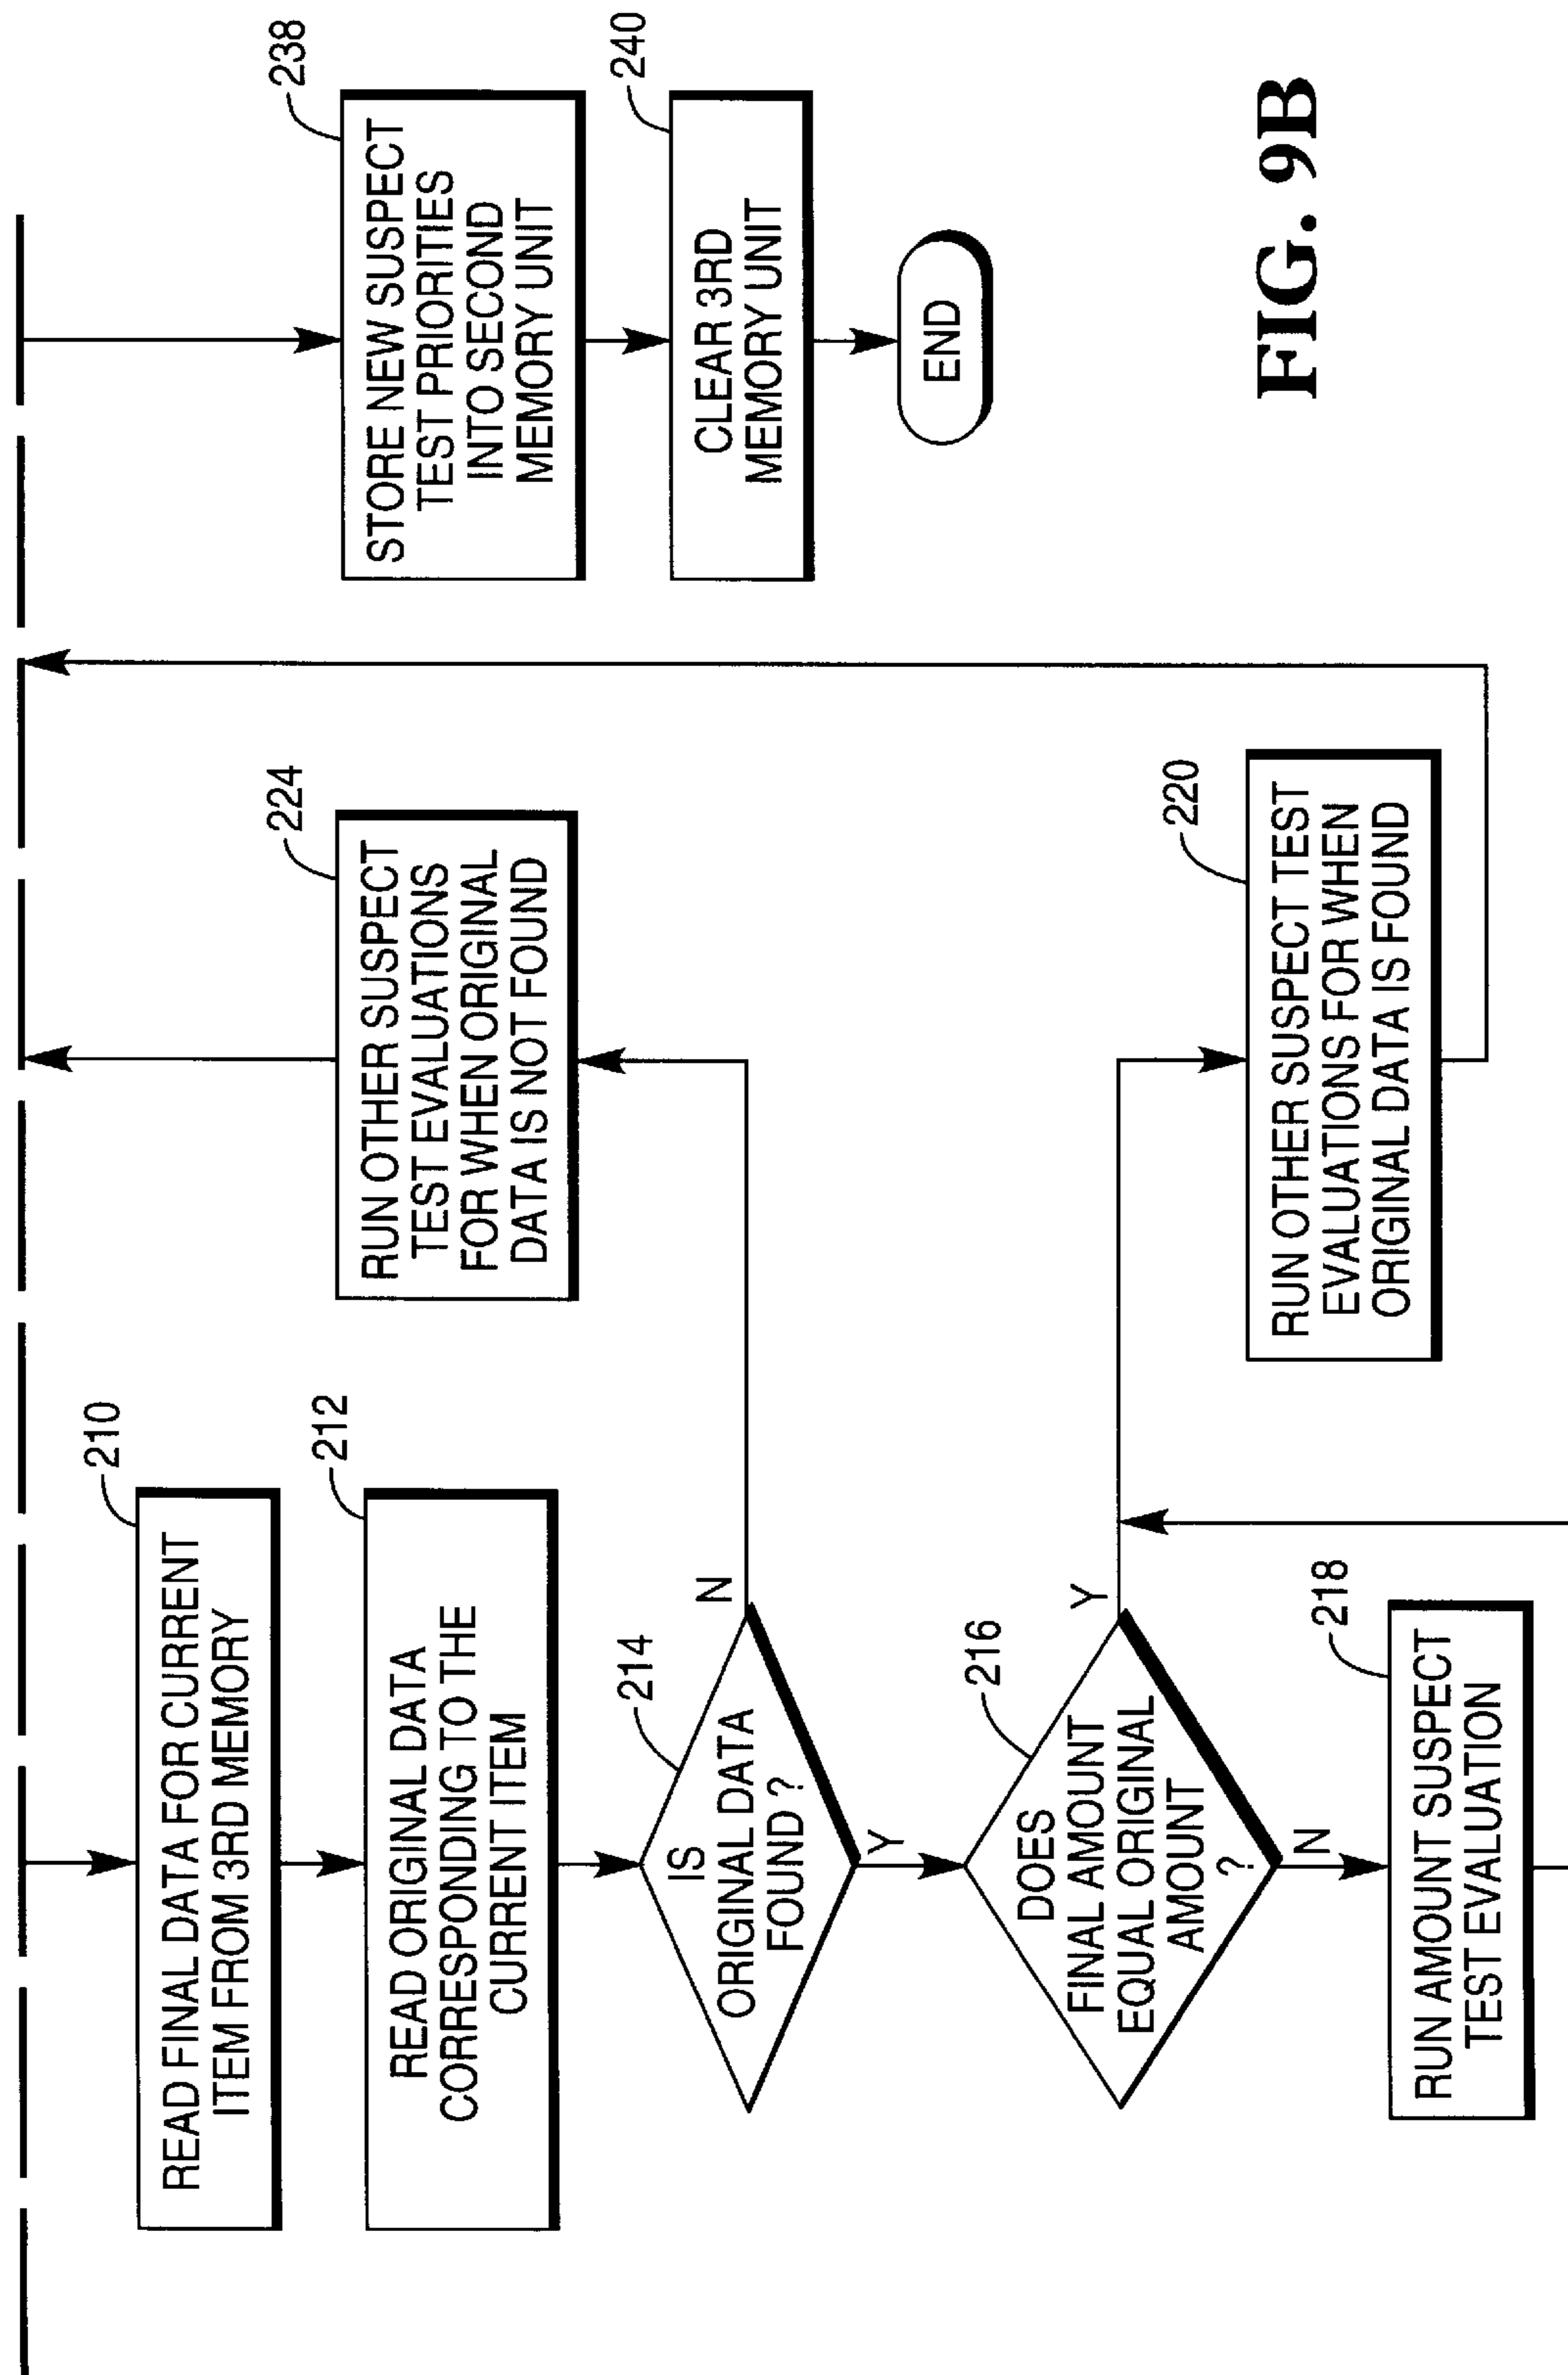 210
READ FINAL DATA FOR CURRENT
ITEM FROM 3RD MEMORY
212
READ ORIGINAL DATA
CORRESPONDING TO THE
CURRENT ITEM
214
IS
ORIGINAL DATA
FOUND ?
N
Y
224
RUN OTHER SUSPECT
TEST EVALUATIONS
FOR WHEN ORIGINAL
DATA IS NOT FOUND
216
DOES
FINAL AMOUNT
EQUAL ORIGINAL
AMOUNT
?
Y
N
218
RUN AMOUNT SUSPECT
TEST EVALUATION
220
RUN OTHER SUSPECT TEST
EVALUATIONS FOR WHEN
ORIGINAL DATA IS FOUND
238
STORE NEW SUSPECT
TEST PRIORITIES
INTO SECOND
MEMORY UNIT
240
CLEAR 3RD
MEMORY UNIT
END
FIG. 9B